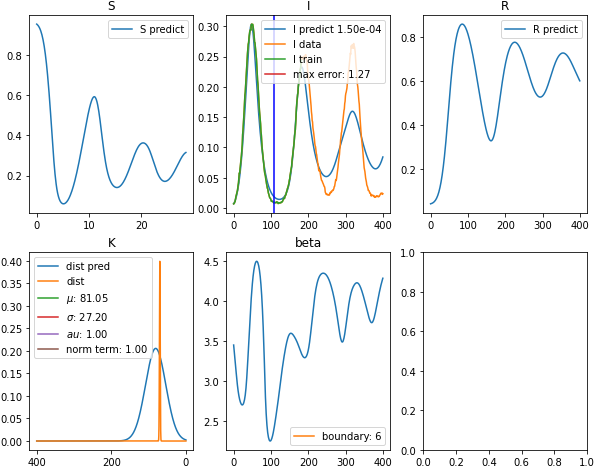 S
I
R
S predict
I predict 1.50e-04
I data
I train
max error: 1.27
R predict
0.8
0.6
0.4
0.2
0 10 20
0.30
0.25
0.20
0.15
0.10
0.05
0.00
0 100 200 300 400
0.8
0.6
0.4
0.2
0 100 200 300 400
K
beta
dist pred
dist
μ: 81.05
σ: 27.20
au: 1.00
norm term: 1.00
0.40
0.35
0.30
0.25
0.20
0.15
0.10
0.05
0.00
400 200 0
4.5
4.0
3.5
3.0
2.5
boundary: 6
0 100 200 300 400
1.0
0.8
0.6
0.4
0.2
0.0
0.0 0.2 0.4 0.6 0.8 1.0